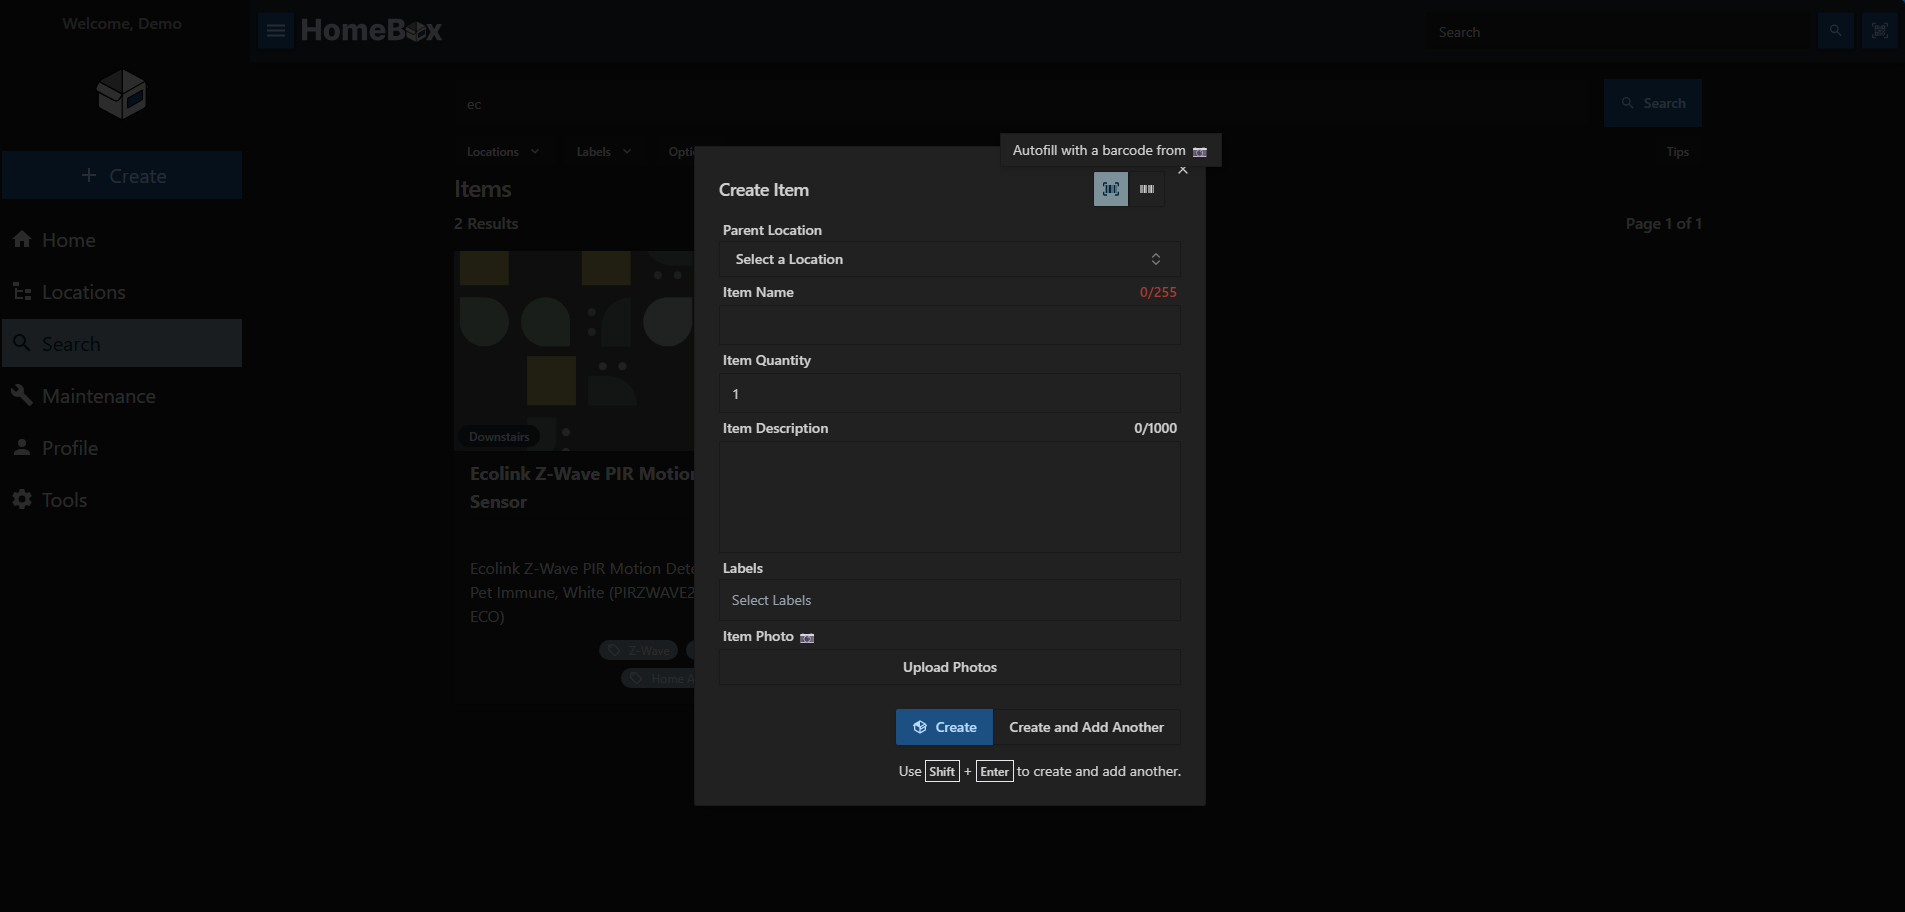 Welcome, Demo
HomeBox
Search
ec
Search
Create
Locations
Labels
Autofill with a barcode from
Tips
Home
Locations
Search
Maintenance
Profile
Tools
Items
2 Results
Page 1 of 1
Downstairs
Ecolink Z-Wave PIR Motion
Sensor
Ecolink Z-Wave PIR Motion
Pet Immune, White (PIRZWAVE2
ECO)
Z-Wave
Home
Create Item
Parent Location
Select a Location
Item Name
0/255
Item Quantity
1
Item Description
0/1000
Labels
Select Labels
Item Photo
Upload Photos
Create
Create and Add Another
Use Shift + Enter to create and add another.